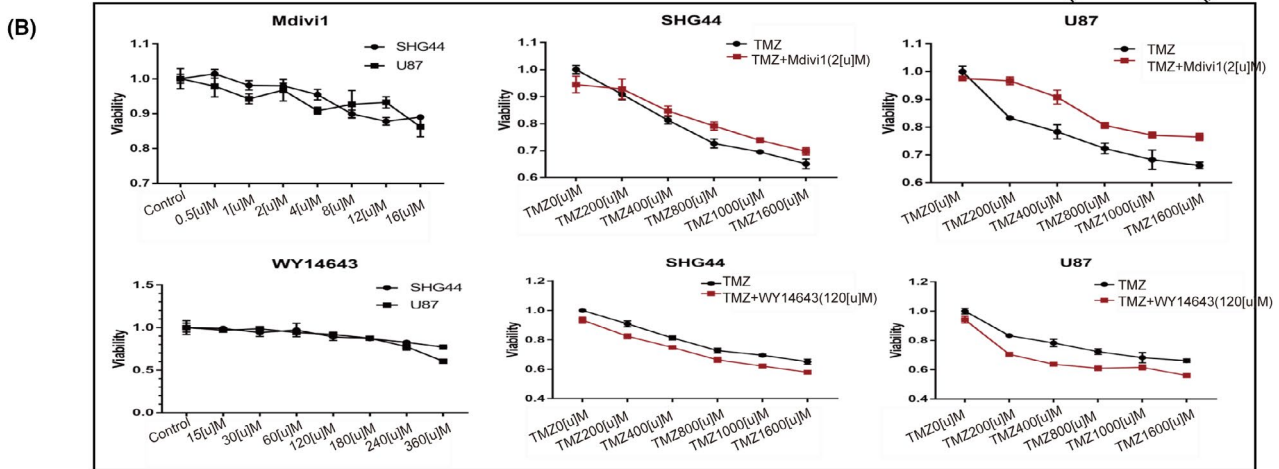 (B)
Mdivi1
SHG44
U87
Viability
1.1
1.0
0.9
0.8
0.7
Control
0.5[u]M
1[u]M
2[u]M
4[u]M
8[u]M
12[u]M
16[u]M
SHG44
Viability
1.1
1.0
0.9
0.8
0.7
0.6
TMZ
TMZ+Mdivi1(2[u]M)
TMZ0[u]M
TMZ200[u]M
TMZ400[u]M
TMZ800[u]M
TMZ1000[u]M
TMZ1600[u]M
U87
Viability
1.1
1.0
0.9
0.8
0.7
0.6
TMZ
TMZ+Mdivi1(2[u]M)
TMZ0[u]M
TMZ200[u]M
TMZ400[u]M
TMZ800[u]M
TMZ1000[u]M
TMZ1600[u]M
WY14643
SHG44
U87
Viability
1.5
1.0
0.5
0.0
Control
15[u]M
30[u]M
60[u]M
120[u]M
180[u]M
240[u]M
360[u]M
SHG44
Viability
1.2
1.0
0.8
0.6
0.4
TMZ
TMZ+WY14643(120[u]M)
TMZ0[u]M
TMZ200[u]M
TMZ400[u]M
TMZ800[u]M
TMZ1000[u]M
TMZ1600[u]M
U87
Viability
1.2
1.0
0.8
0.6
0.4
TMZ
TMZ+WY14643(120[u]M)
TMZ0[u]M
TMZ200[u]M
TMZ400[u]M
TMZ800[u]M
TMZ1000[u]M
TMZ1600[u]M